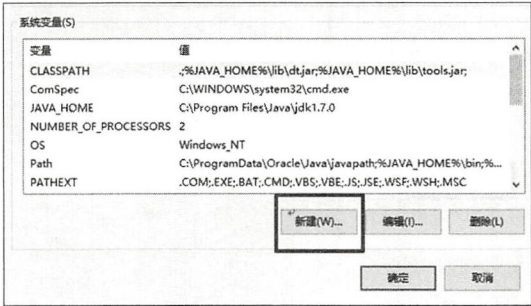 系统变量(S)
变量 值
CLASSPATH .;%JAVA_HOME%\lib\dt.jar;%JAVA_HOME%\lib\tools.jar;
ComSpec C:\WINDOWS\system32\cmd.exe
JAVA_HOME C:\Program Files\Java\jdk1.7.0
NUMBER_OF_PROCESSORS 2
OS Windows_NT
Path C:\ProgramData\Oracle\Java\javapath;%JAVA_HOME%\bin;%...
PATHEXT .COM;.EXE;.BAT;.CMD;.VBS;.VBE;.JS;.JSE;.WSF;.WSH;.MSC
新建(W)... 编辑(I)... 删除(L)
确定 取消